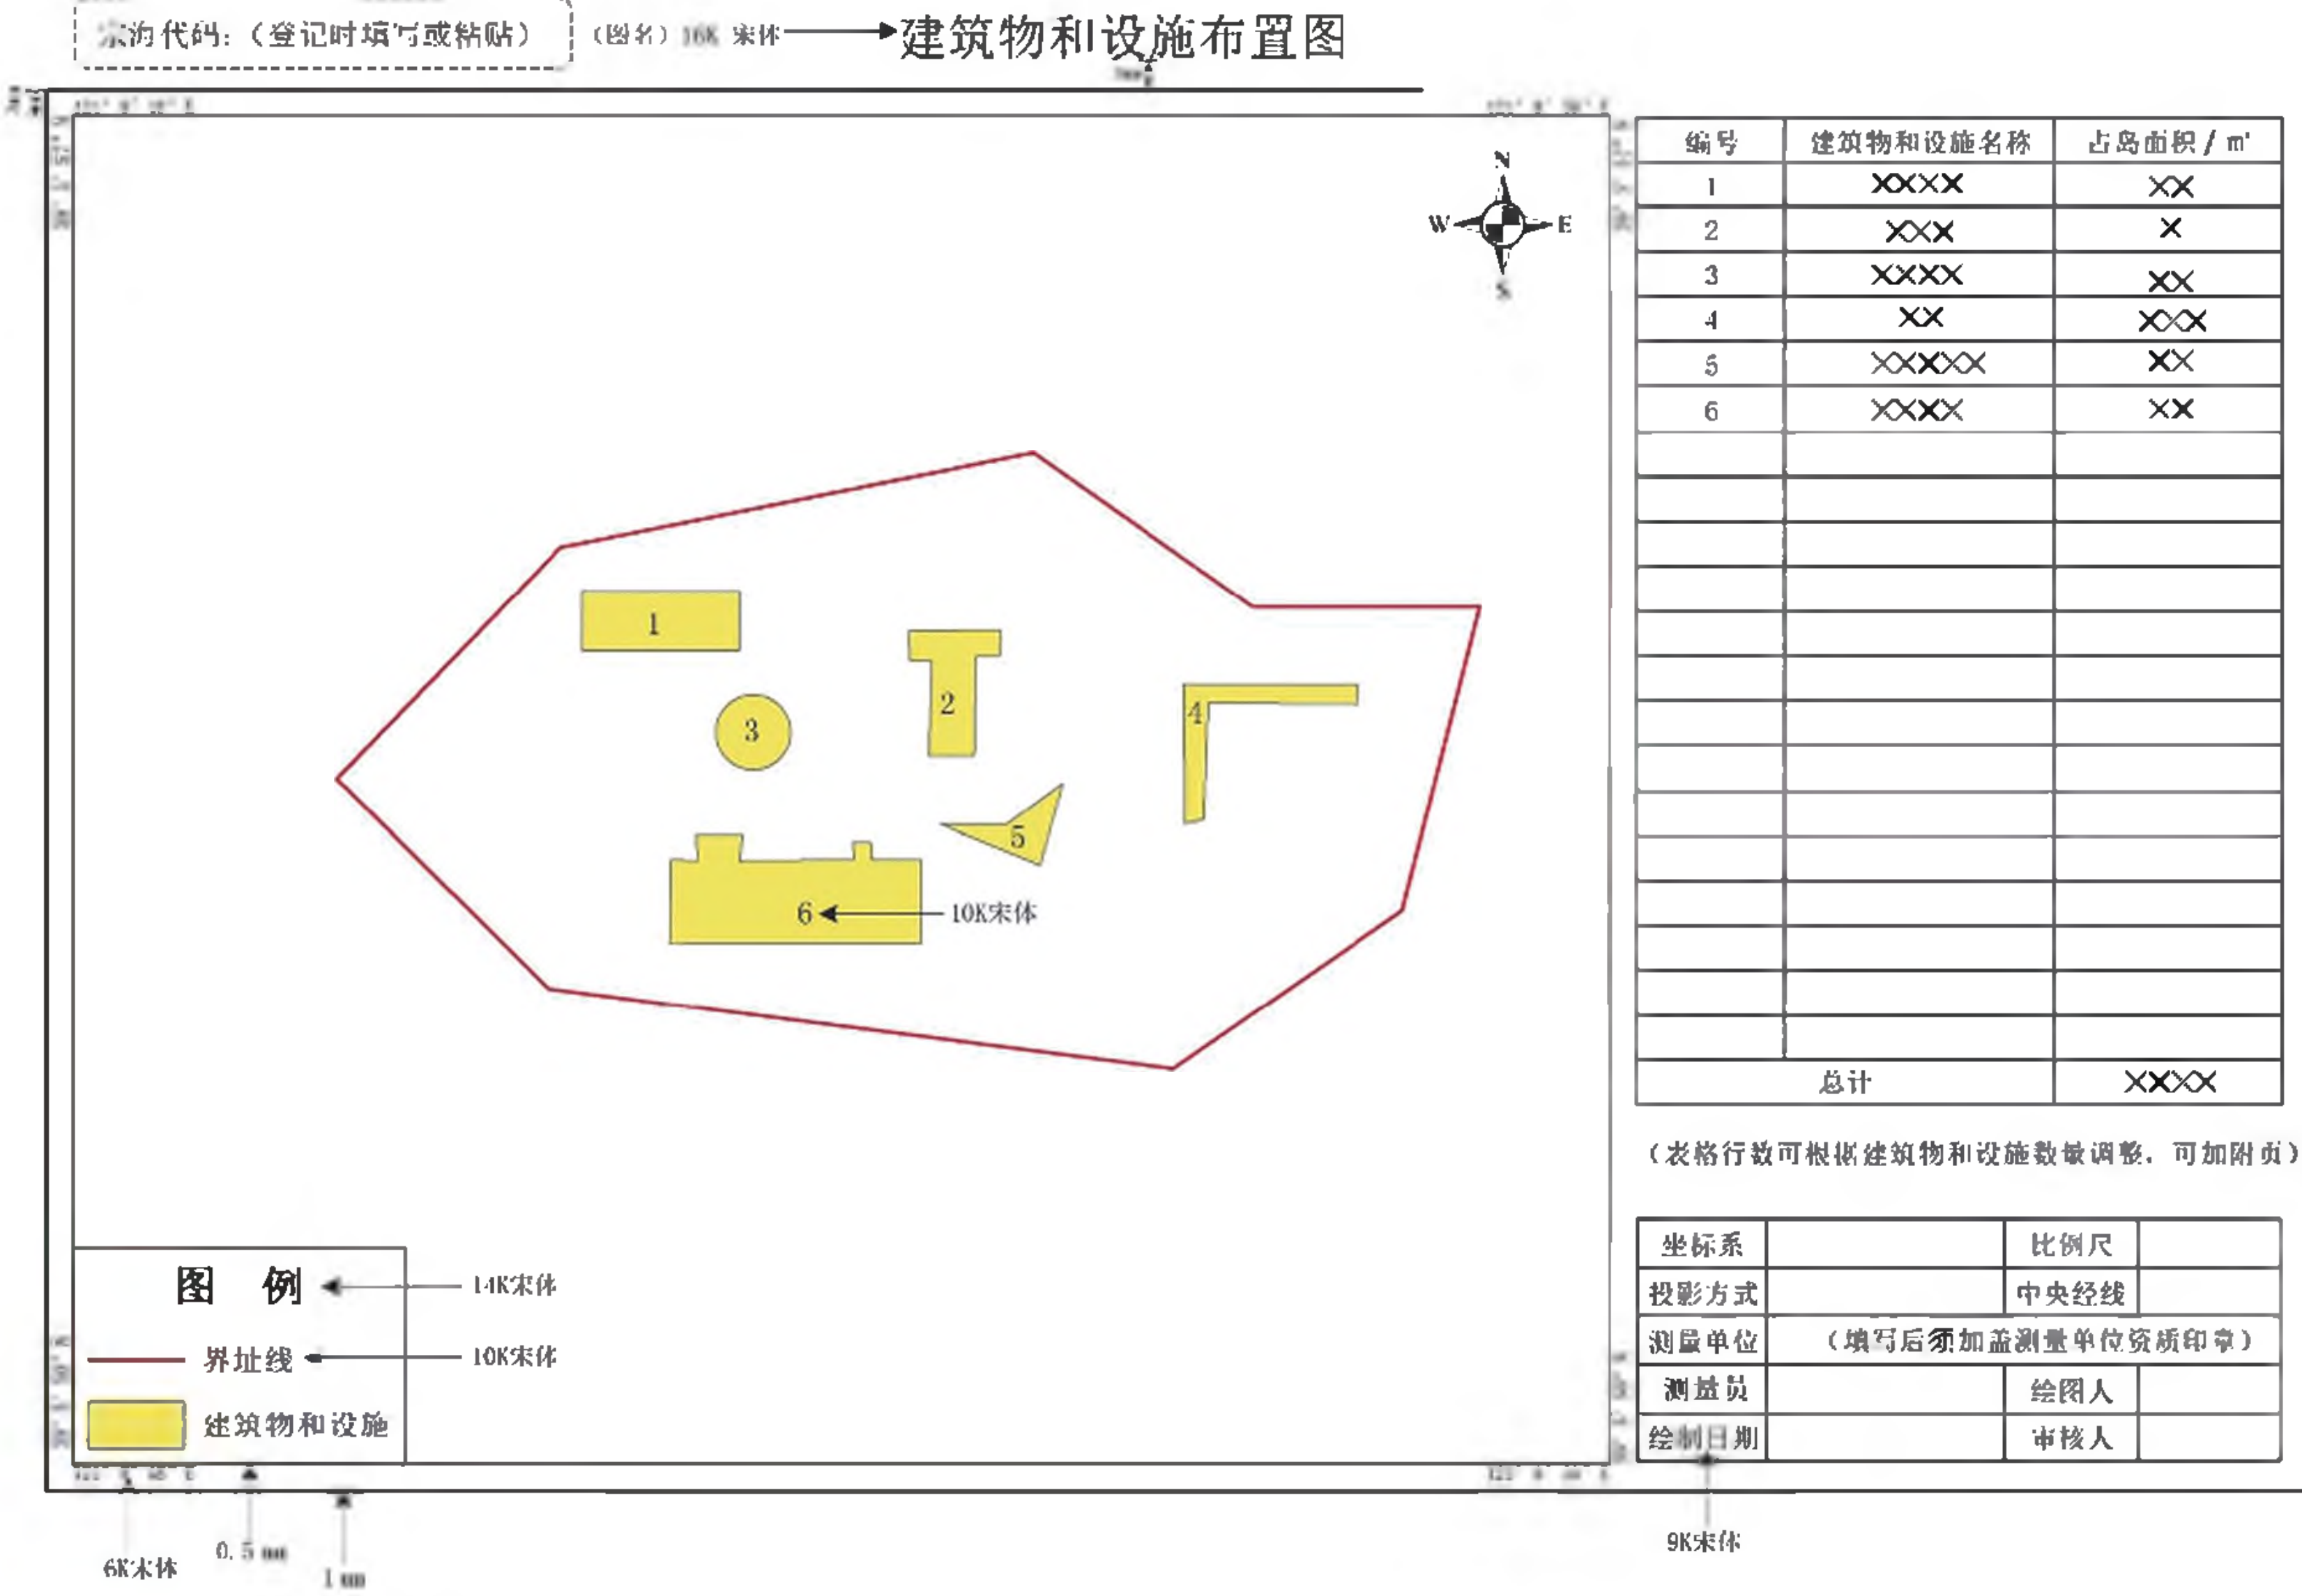 宗海代码:(登记时填写或粘贴)
(图名)16K 宋体
建筑物和设施布置图
N
W
E
S
编号 建筑物和设施名称 占岛面积/㎡
1 ×××× ××
2 ××× ×
3 ×××× ××
4 ×× ×××
5 ××××× ××
6 ×××× ××
总计 ××××
(表格行数可根据建筑物和设施数量调整,可加附页)
1
2
3
4
5
6
10K宋体
图 例
14K宋体
界址线
10K宋体
建筑物和设施
坐标系 比例尺
投影方式 中央经线
测量单位 (填写后须加盖测量单位资质印章)
测量员 绘图人
绘制日期 审核人
6K宋体
0.5mm
1mm
9K宋体